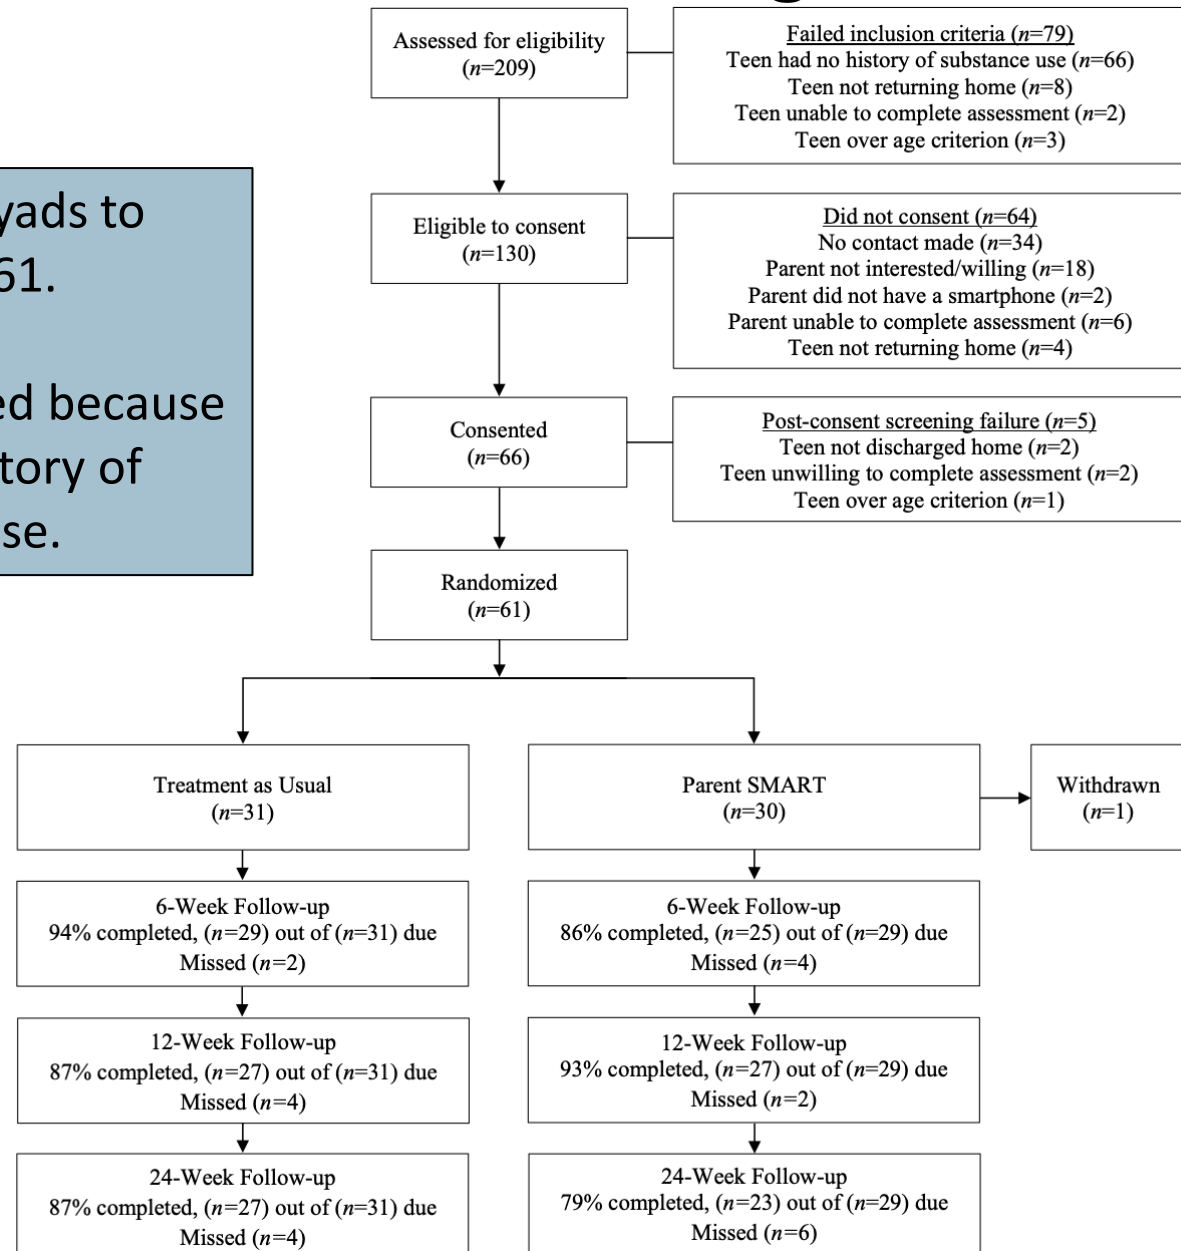 Assessed for eligibility
(n=209)
Failed inclusion criteria (n=79)
Teen had no history of substance use (n=66)
Teen not returning home (n=8)
Teen unable to complete assessment (n=2)
Teen over age criterion (n=3)
yads to
61.
ed because
tory of
se.
Eligible to consent
(n=130)
Did not consent (n=64)
No contact made (n=34)
Parent not interested/willing (n=18)
Parent did not have a smartphone (n=2)
Parent unable to complete assessment (n=6)
Teen not returning home (n=4)
Consented
(n=66)
Post-consent screening failure (n=5)
Teen not discharged home (n=2)
Teen unwilling to complete assessment (n=2)
Teen over age criterion (n=1)
Randomized
(n=61)
Treatment as Usual
(n=31)
Parent SMART
(n=30)
Withdrawn
(n=1)
6-Week Follow-up
94% completed, (n=29) out of (n=31) due
Missed (n=2)
6-Week Follow-up
86% completed, (n=25) out of (n=29) due
Missed (n=4)
12-Week Follow-up
87% completed, (n=27) out of (n=31) due
Missed (n=4)
12-Week Follow-up
93% completed, (n=27) out of (n=29) due
Missed (n=2)
24-Week Follow-up
87% completed, (n=27) out of (n=31) due
Missed (n=4)
24-Week Follow-up
79% completed, (n=23) out of (n=29) due
Missed (n=6)